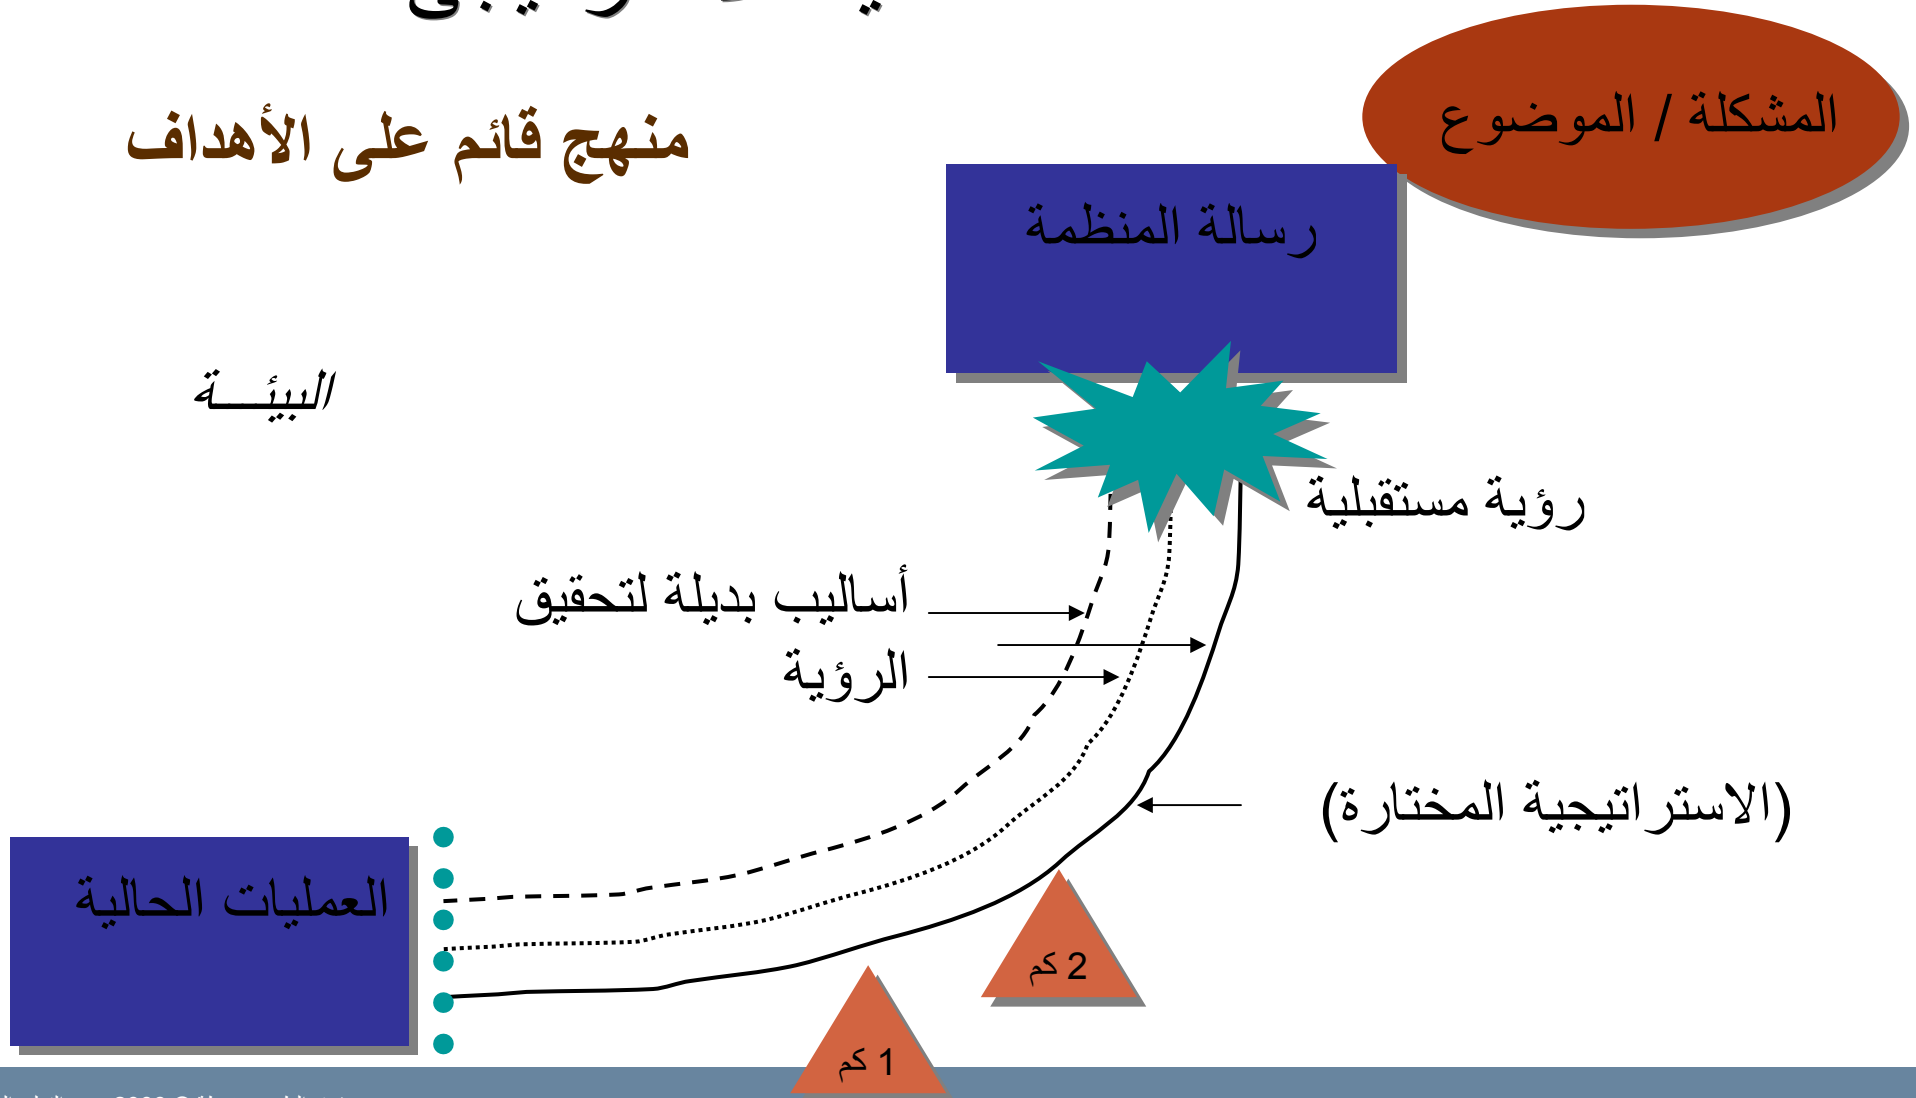 المشكلة / الموضوع
منهج قائم على الأهداف
رسالة المنظمة
البيئـــة
رؤية مستقبلية
أساليب بديلة لتحقيق
الرؤية
(الاستراتيجية المختارة)
العمليات الحالية
2 كم
1 كم